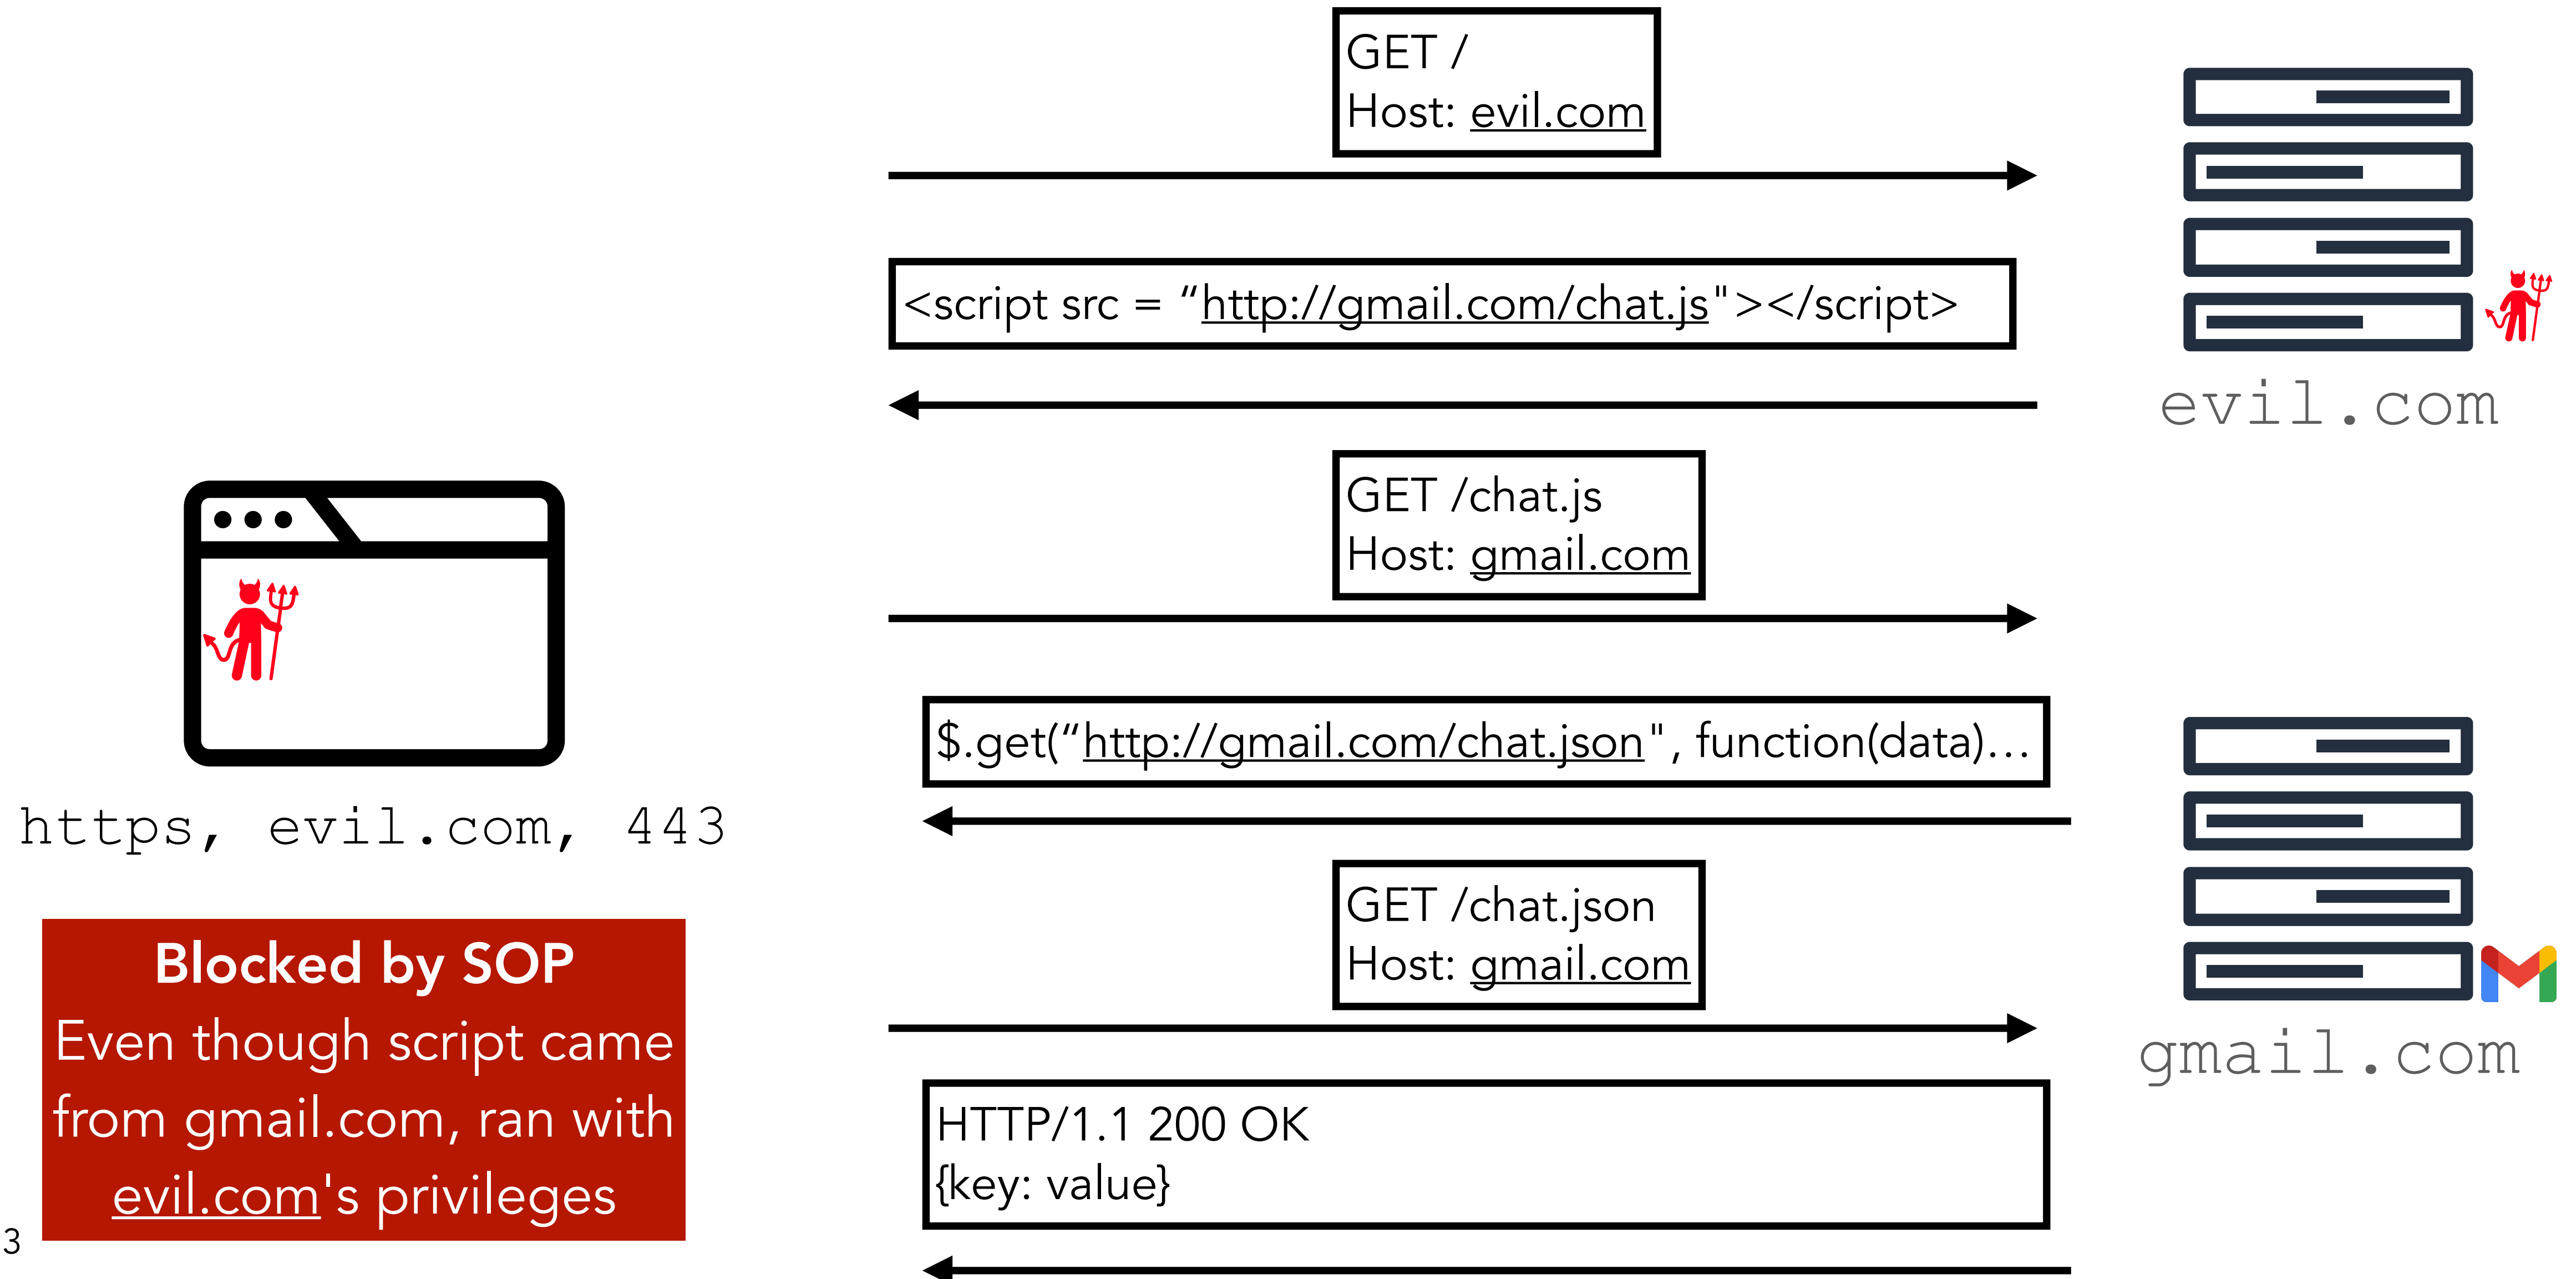 GET /
Host: evil.com
<script src = “http://gmail.com/chat.js"></script>
evil.com
GET /chat.js
Host: gmail.com
$.get(“http://gmail.com/chat.json", function(data)...
https, evil.com, 443
GET /chat.json
Host: gmail.com
gmail.com
HTTP/1.1 200 OK
{key: value}
Blocked by SOP
Even though script came
from gmail.com, ran with
evil.com's privileges
3